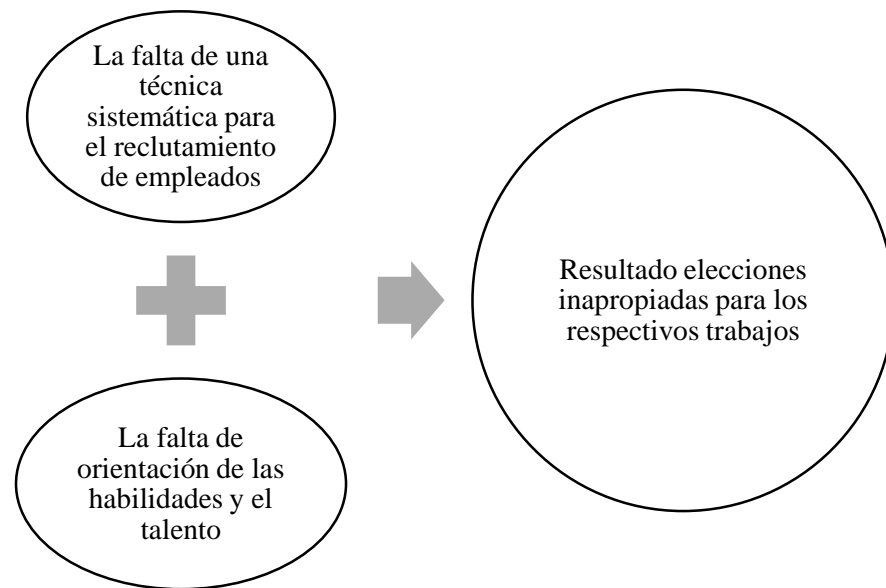 La falta de una
técnica
sistemática para
el reclutamiento
de empleados
La falta de
orientación de las
habilidades y el
talento
Resultado elecciones
inapropiadas para los
respectivos trabajos